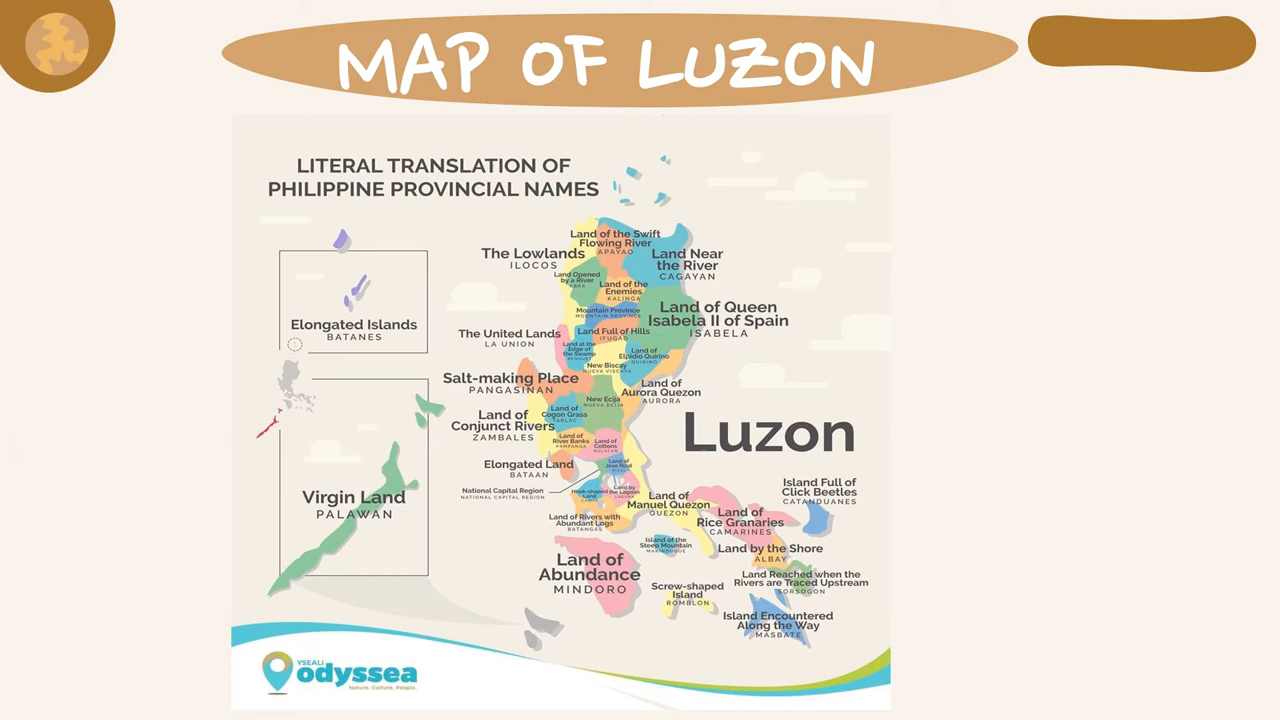 MAP OF LUZON
LITERAL TRANSLATION OF
PHILIPPINE PROVINCIAL NAMES
Elongated Islands
BATANES
Virgin Land
PALAWAN
Land of the Swift
Flowing River
APAYAO
The Lowlands
ILOCOS
Land Near
the River
CAGAYAN
Land Opened
by a River
ABRA
Land of the
Enemies
KALINGA
Mountain Province
MOUNTAIN PROVINCE
Land of Queen
Isabela II of Spain
ISABELA
The United Lands
LA UNION
Land Full of Hills
IFUGAO
Land at the
Edge of
the Swamp
BENGUET
Land of
Elpidio Quirino
QUIRINO
New Biscay
NUEVA VISCAYA
Salt-making Place
PANGASINAN
Land of
Aurora Quezon
AURORA
New Ecija
NUEVA ECIJA
Land of
Conjunct Rivers
ZAMBALES
Land of
Cogon Grass
TARLAC
Land of
River Banks
PAMPANGA
Land of
Cottons
BULACAN
Luzon
Elongated Land
BATAAN
Land of
Jose Rizal
RIZAL
National Capital Region
NATIONAL CAPITAL REGION
Hook-shaped
Land
CAVITE
Land by
the Lagoon
LAGUNA
Land of
Manuel Quezon
QUEZON
Land of Rivers with
Abundant Logs
BATANGAS
Island Full of
Click Beetles
CATANDUANES
Land of
Rice Granaries
CAMARINES
Island of the
Steep Mountain
MARINDUQUE
Land by the Shore
ALBAY
Land of
Abundance
MINDORO
Screw-shaped
Island
ROMBLON
Land Reached when the
Rivers are Traced Upstream
SORSOGON
Island Encountered
Along the Way
MASBATE
YSEALI
odyssea
Nature. Culture. People.